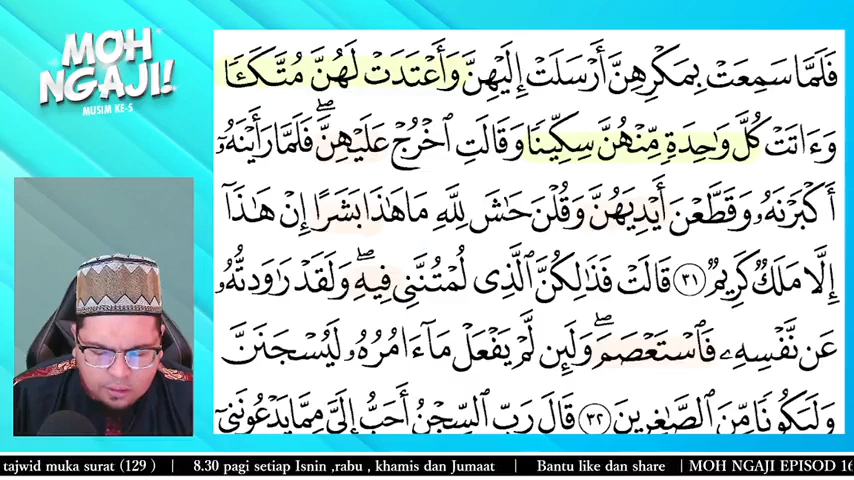 MOH
NGAJI!
MUSIM KE-5
فَلَمَّا سَمِعَتْ بِمَكْرِهِنَّ أَرْسَلَتْ إِلَيْهِنَّ وَأَعْتَدَتْ لَهُنَّ مُتَّكَـًٔا
وَءَاتَتْ كُلَّ وَٰحِدَةٍ مِّنْهُنَّ سِكِّينًا وَقَالَتِ ٱخْرُجْ عَلَيْهِنَّ ۖ فَلَمَّا رَأَيْنَهُۥٓ
أَكْبَرْنَهُۥ وَقَطَّعْنَ أَيْدِيَهُنَّ وَقُلْنَ حَٰشَ لِلَّهِ مَا هَٰذَا بَشَرًا إِنْ هَٰذَآ
إِلَّا مَلَكٌ كَرِيمٌ ٣١ قَالَتْ فَذَٰلِكُنَّ ٱلَّذِى لُمْتُنَّنِى فِيهِ ۖ وَلَقَدْ رَٰوَدتُّهُۥ
عَن نَّفْسِهِۦ فَٱسْتَعْصَمَ ۖ وَلَئِن لَّمْ يَفْعَلْ مَآ ءَامُرُهُۥ لَيُسْجَنَنَّ
وَلَيَكُونًا مِّنَ ٱلصَّٰغِرِينَ ٣٢ قَالَ رَبِّ ٱلسِّجْنُ أَحَبُّ إِلَىَّ مِمَّا يَدْعُونَنِىٓ
tajwid muka surat (129 ) | 8.30 pagi setiap Isnin ,rabu , khamis dan Jumaat | Bantu like dan share | MOH NGAJI EPISOD 16